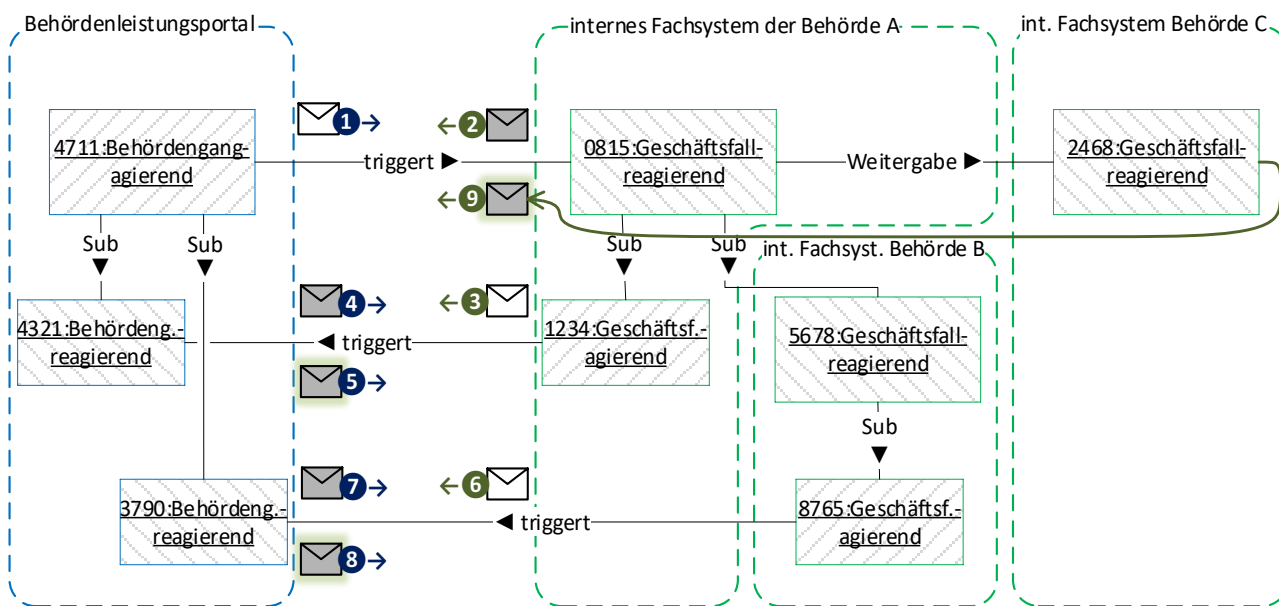 Behördenleistungsportal
internes Fachsystem der Behörde A
int. Fachsystem Behörde C
1
2
4711:Behördengang-
agierend
triggert
0815:Geschäftsfall-
reagierend
Weitergabe
2468:Geschäftsfall-
reagierend
9
Sub
Sub
Sub
Sub
int. Fachsyst. Behörde B
4
3
4321:Behördeng.-
reagierend
triggert
1234:Geschäftsf.-
agierend
5678:Geschäftsfall-
reagierend
5
Sub
7
6
3790:Behördeng.-
reagierend
triggert
8765:Geschäftsf.-
agierend
8